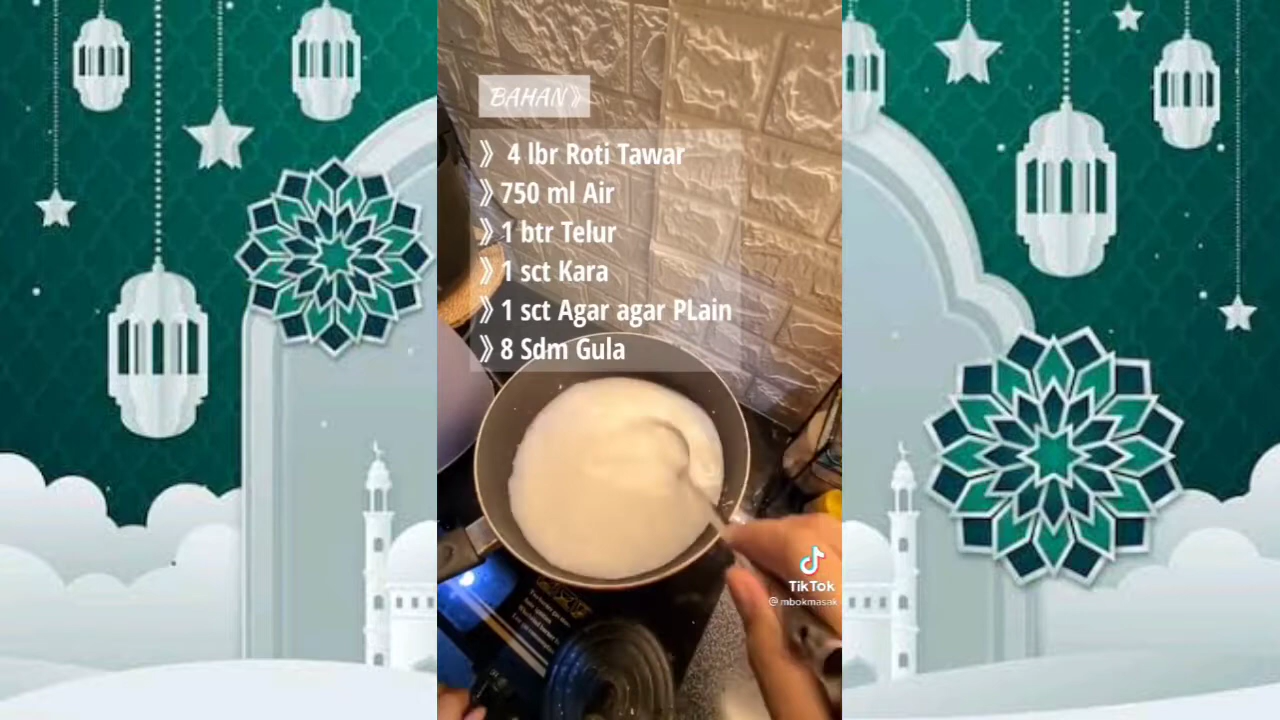 BAHAN》
》 4 lbr Roti Tawar
》750 ml Air
》1 btr Telur
》1 sct Kara
》1 sct Agar agar PLain
》8 Sdm Gula
TikTok
@mbokmasak